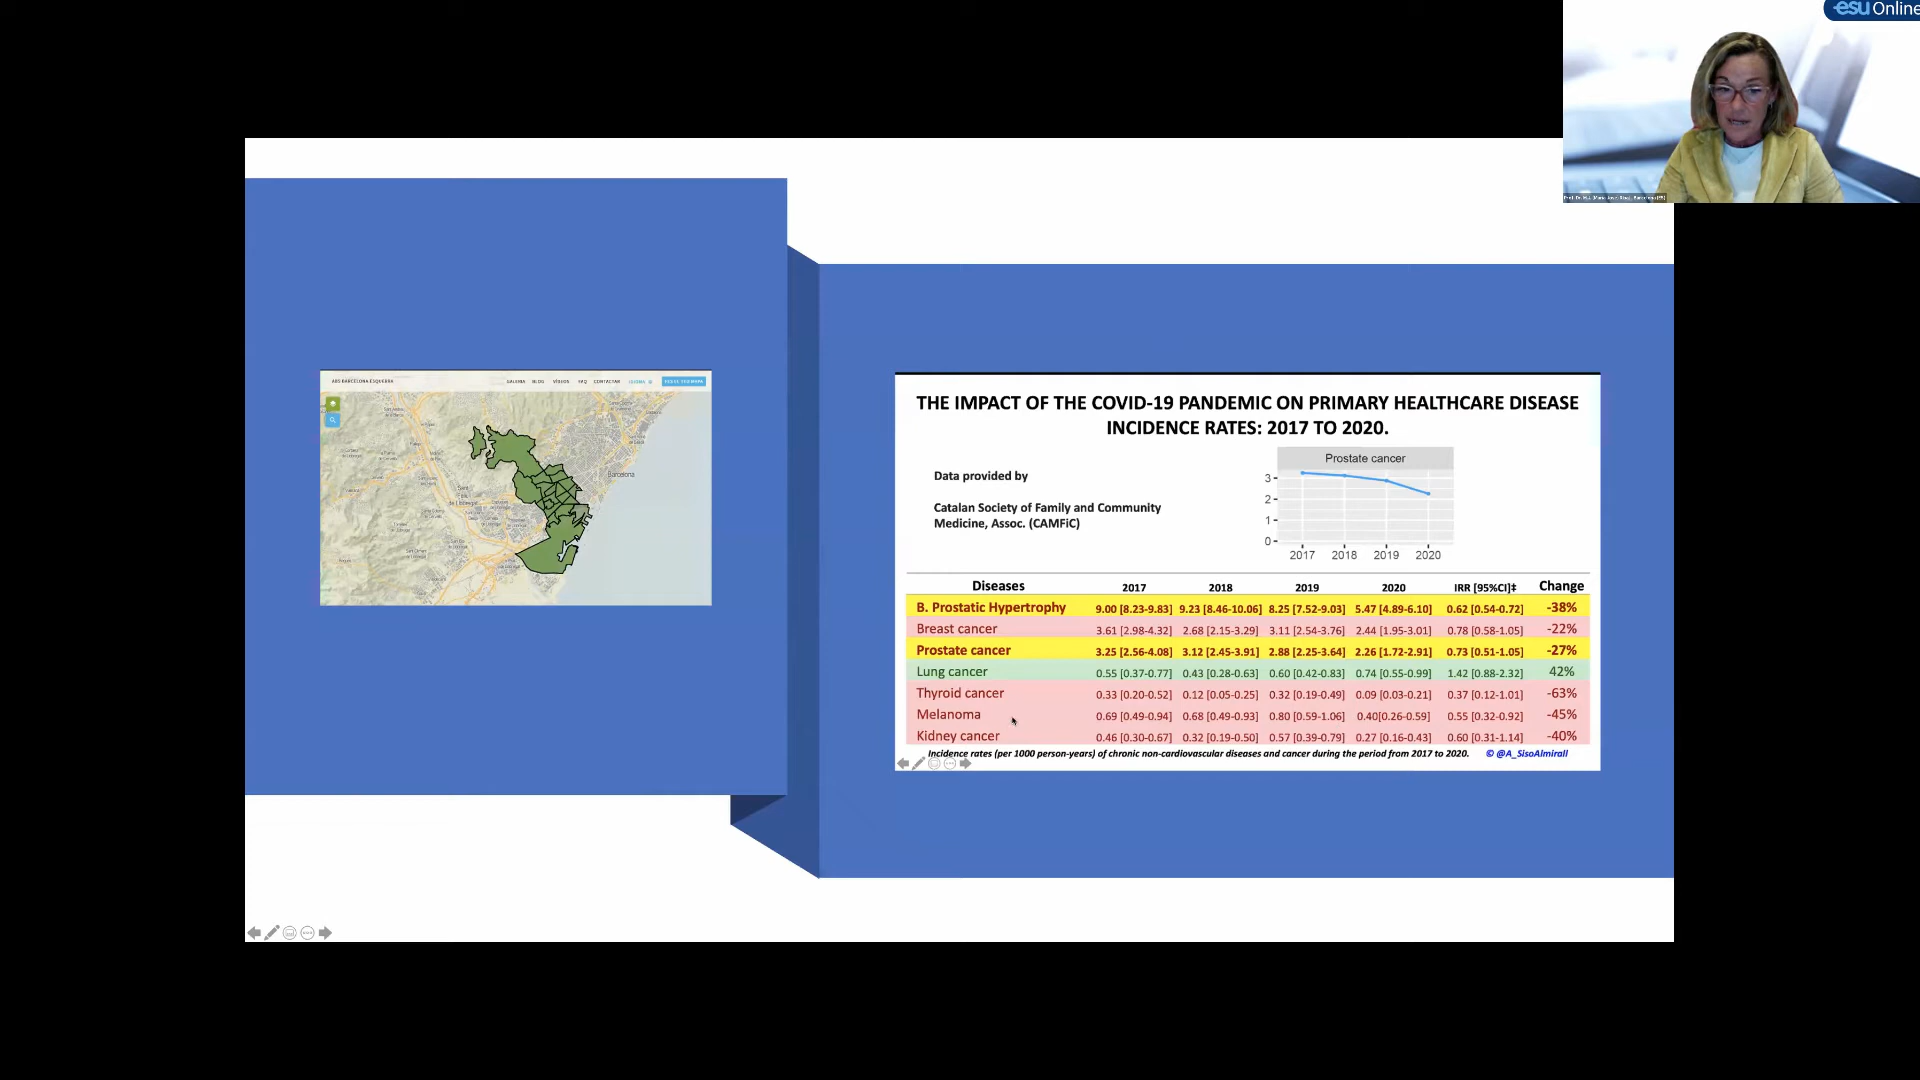 esu Online
ABS BARCELONA ESQUERRA GALERIA BLOG VÍDEOS FAQ CONTACTAR
Barcelona
THE IMPACT OF THE COVID-19 PANDEMIC ON PRIMARY HEALTHCARE DISEASE
INCIDENCE RATES: 2017 TO 2020.
Data provided by
Catalan Society of Family and Community
Medicine, Assoc. (CAMFiC)
Prostate cancer
3
2
1
0
2017 2018 2019 2020
Diseases 2017 2018 2019 2020 IRR [95%CI]‡ Change
B. Prostatic Hypertrophy 9.00 [8.23-9.83] 9.23 [8.46-10.06] 8.25 [7.52-9.03] 5.47 [4.89-6.10] 0.62 [0.54-0.72] -38%
Breast cancer 3.61 [2.98-4.32] 2.68 [2.15-3.29] 3.11 [2.54-3.76] 2.44 [1.95-3.01] 0.78 [0.58-1.05] -22%
Prostate cancer 3.25 [2.56-4.08] 3.12 [2.45-3.91] 2.88 [2.25-3.64] 2.26 [1.72-2.91] 0.73 [0.51-1.05] -27%
Lung cancer 0.55 [0.37-0.77] 0.43 [0.28-0.63] 0.60 [0.42-0.83] 0.74 [0.55-0.99] 1.42 [0.88-2.32] 42%
Thyroid cancer 0.33 [0.20-0.52] 0.12 [0.05-0.25] 0.32 [0.19-0.49] 0.09 [0.03-0.21] 0.37 [0.12-1.01] -63%
Melanoma 0.69 [0.49-0.94] 0.68 [0.49-0.93] 0.80 [0.59-1.06] 0.40[0.26-0.59] 0.55 [0.32-0.92] -45%
Kidney cancer 0.46 [0.30-0.67] 0.32 [0.19-0.50] 0.57 [0.39-0.79] 0.27 [0.16-0.43] 0.60 [0.31-1.14] -40%
Incidence rates (per 1000 person-years) of chronic non-cardiovascular diseases and cancer during the period from 2017 to 2020. © @A_SisoAlmirall